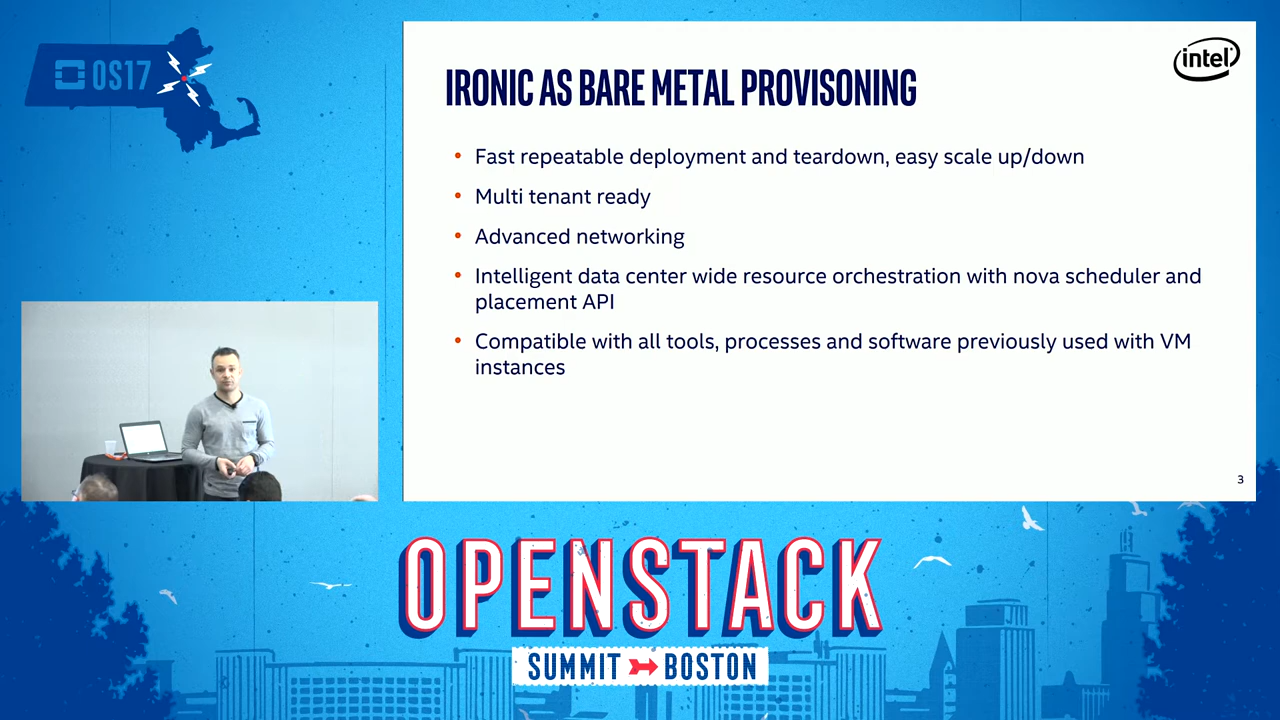 OS17
intel
IRONIC AS BARE METAL PROVISONING
• Fast repeatable deployment and teardown, easy scale up/down
• Multi tenant ready
• Advanced networking
• Intelligent data center wide resource orchestration with nova scheduler and
placement API
• Compatible with all tools, processes and software previously used with VM
instances
3
OPENSTACK
SUMMIT BOSTON